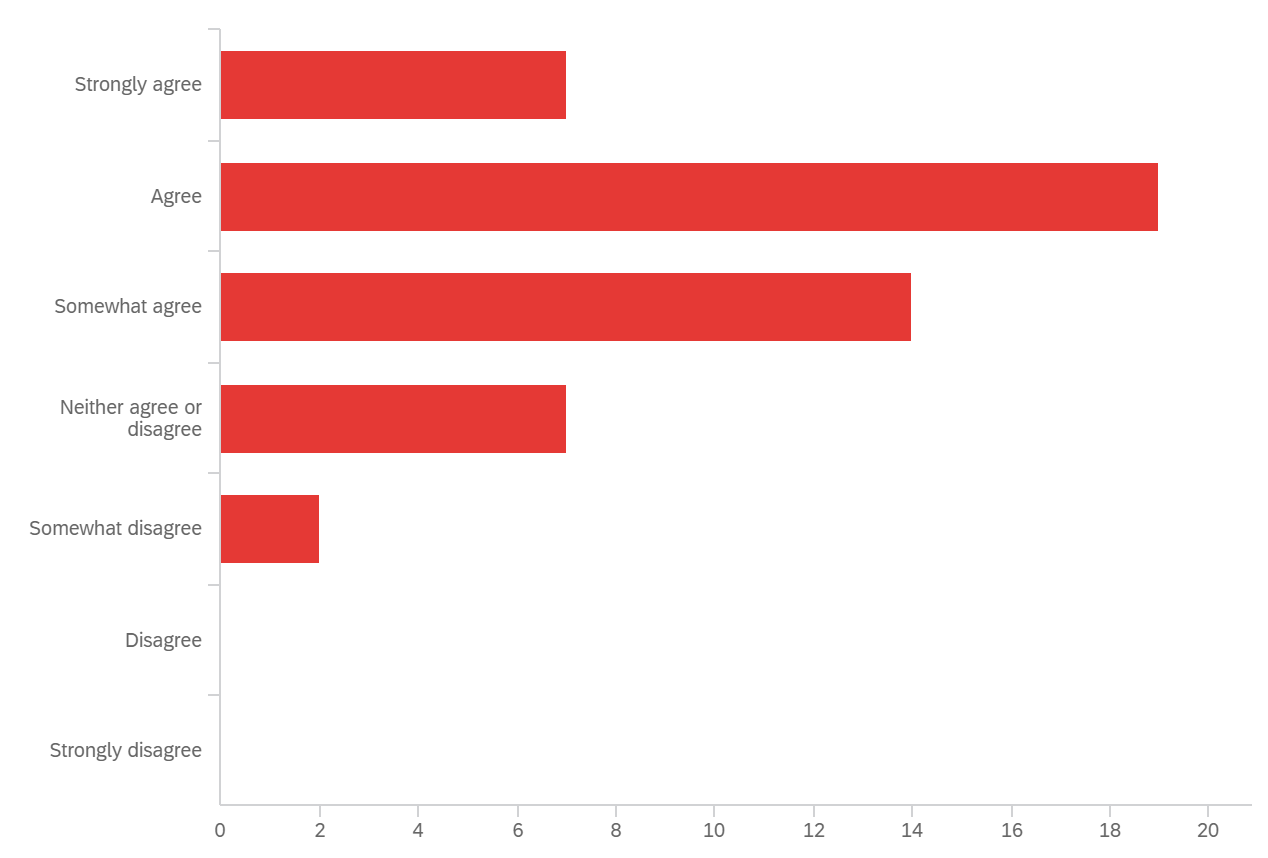 Strongly agree
Agree
Somewhat agree
Neither agree or
disagree
Somewhat disagree
Disagree
Strongly disagree
0 2 4 6 8 10 12 14 16 18 20